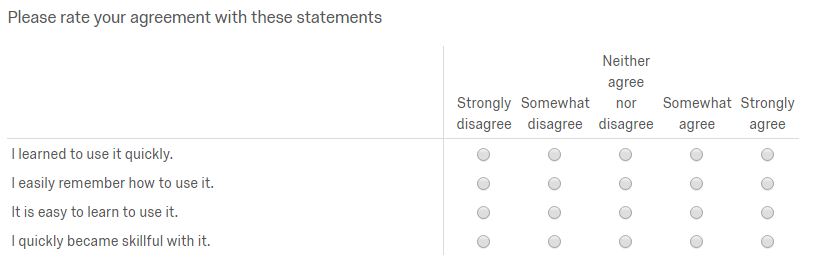 Please rate your agreement with these statements
Neither
agree
Strongly Somewhat nor Somewhat Strongly
disagree disagree disagree agree agree
I learned to use it quickly.
I easily remember how to use it.
It is easy to learn to use it.
I quickly became skillful with it.